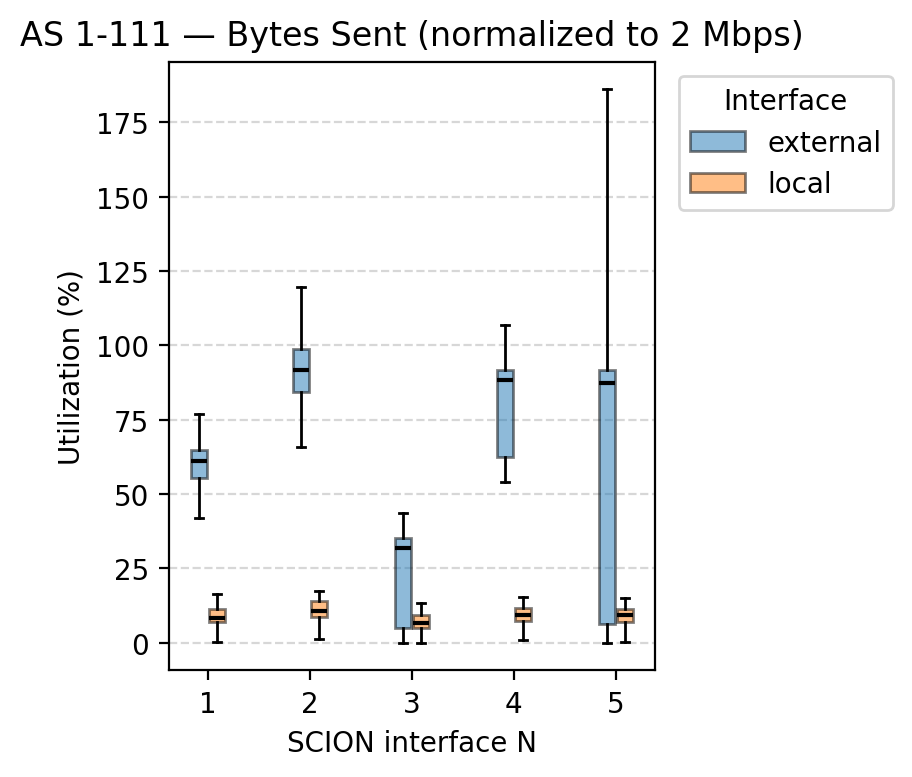 AS 1-111 — Bytes Sent (normalized to 2 Mbps)
Interface
external
local
Utilization (%)
175
150
125
100
75
50
25
0
1 2 3 4 5
SCION interface N